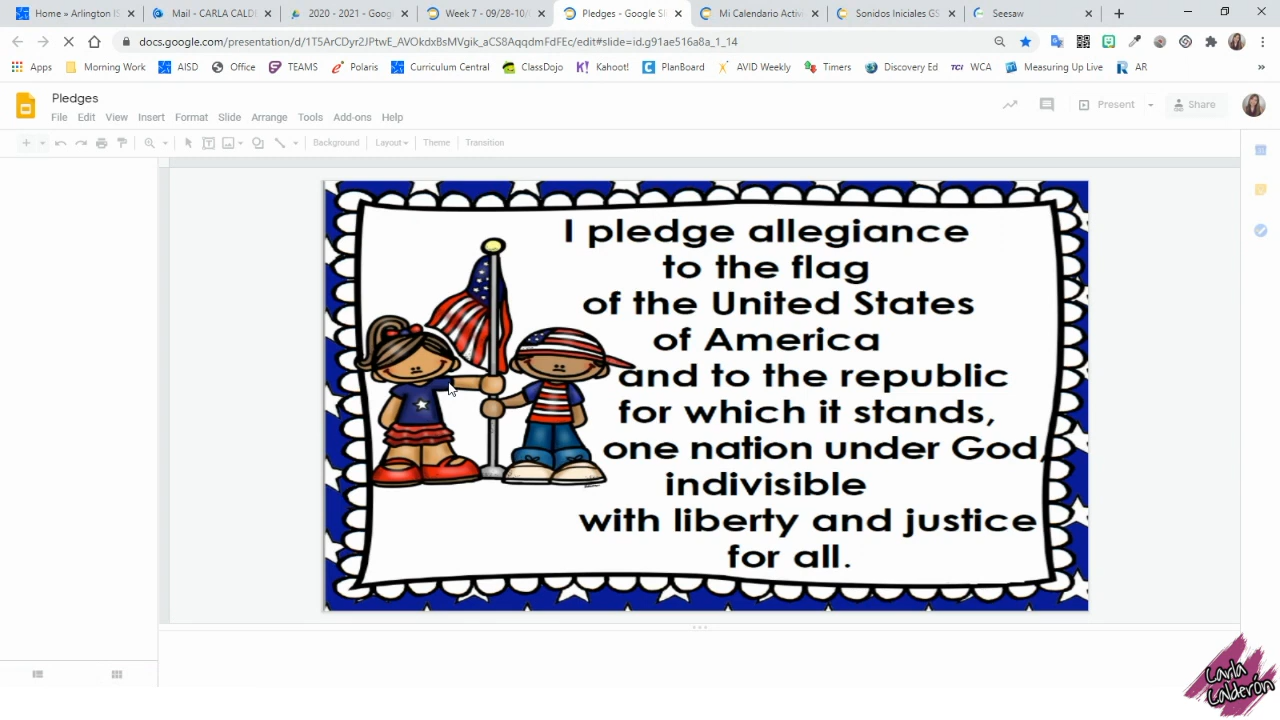 Home > Arlington IS
Mail - CARLA CALDE
2020 - 2021 - Googl
Week 7 - 09/28-10/
Pledges - Google Sli
Mi Calendario Activ
Sonidos Iniciales GS
Seesaw
docs.google.com/presentation/d/1T5ArCDyr2JPtwE_AVOkdxBsMVgik_aCS8AqqdmFdFEc/edit#slide=id.g91ae516a8a_1_14
Apps
Morning Work
AISD
Office
TEAMS
Polaris
Curriculum Central
ClassDojo
Kahoot!
PlanBoard
AVID Weekly
Timers
Discovery Ed
TCi WCA
Measuring Up Live
AR
»
Pledges
File Edit View Insert Format Slide Arrange Tools Add-ons Help
Present
Share
Background Layout Theme Transition
I pledge allegiance
to the flag
of the United States
of America
and to the republic
for which it stands,
one nation under God,
indivisible
with liberty and justice
for all.
Carla
Calderón